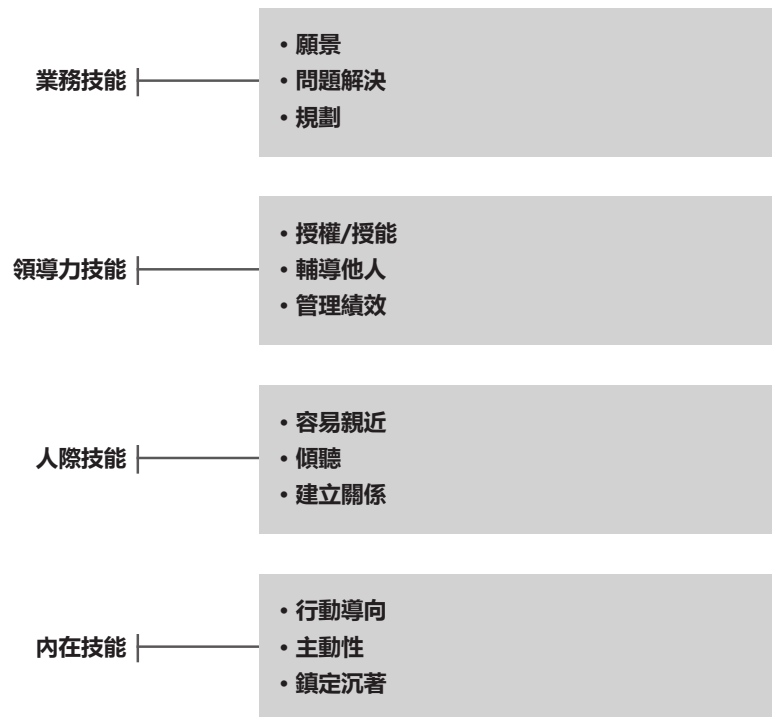 業務技能
• 願景
• 問題解決
• 規劃
領導力技能
• 授權/授能
• 輔導他人
• 管理績效
人際技能
• 容易親近
• 傾聽
• 建立關係
內在技能
• 行動導向
• 主動性
• 鎮定沉著